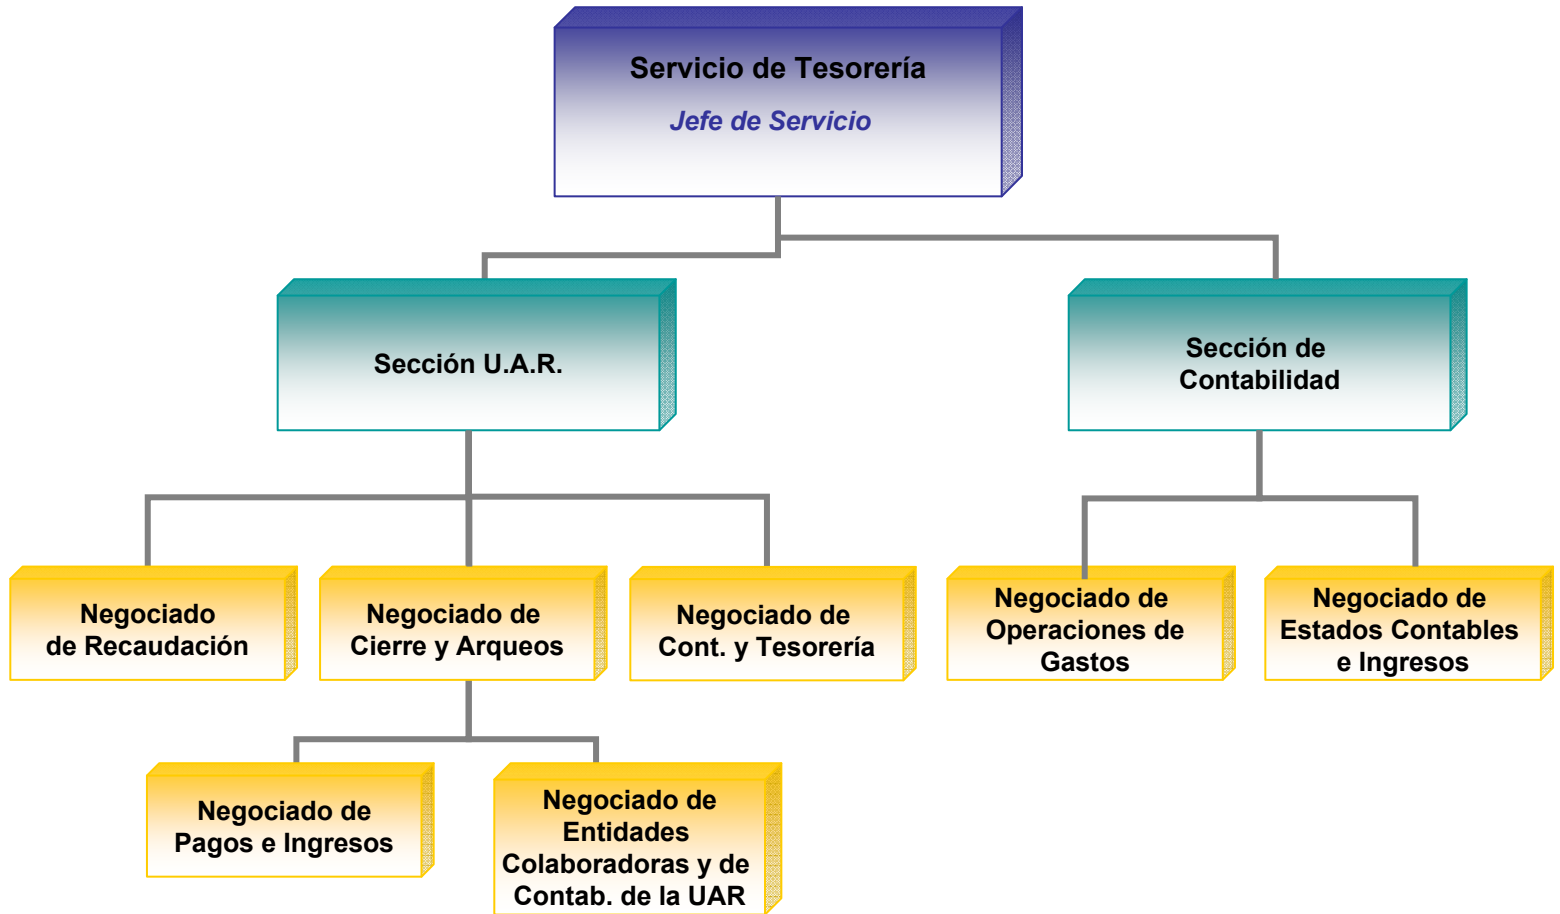 Servicio de Tesorería
Jefe de Servicio
Sección U.A.R.
Sección de
Contabilidad
Negociado
de Recaudación
Negociado de
Cierre y Arqueos
Negociado de
Cont. y Tesorería
Negociado de
Operaciones de
Gastos
Negociado de
Estados Contables
e Ingresos
Negociado de
Pagos e Ingresos
Negociado de
Entidades
Colaboradoras y de
Contab. de la UAR